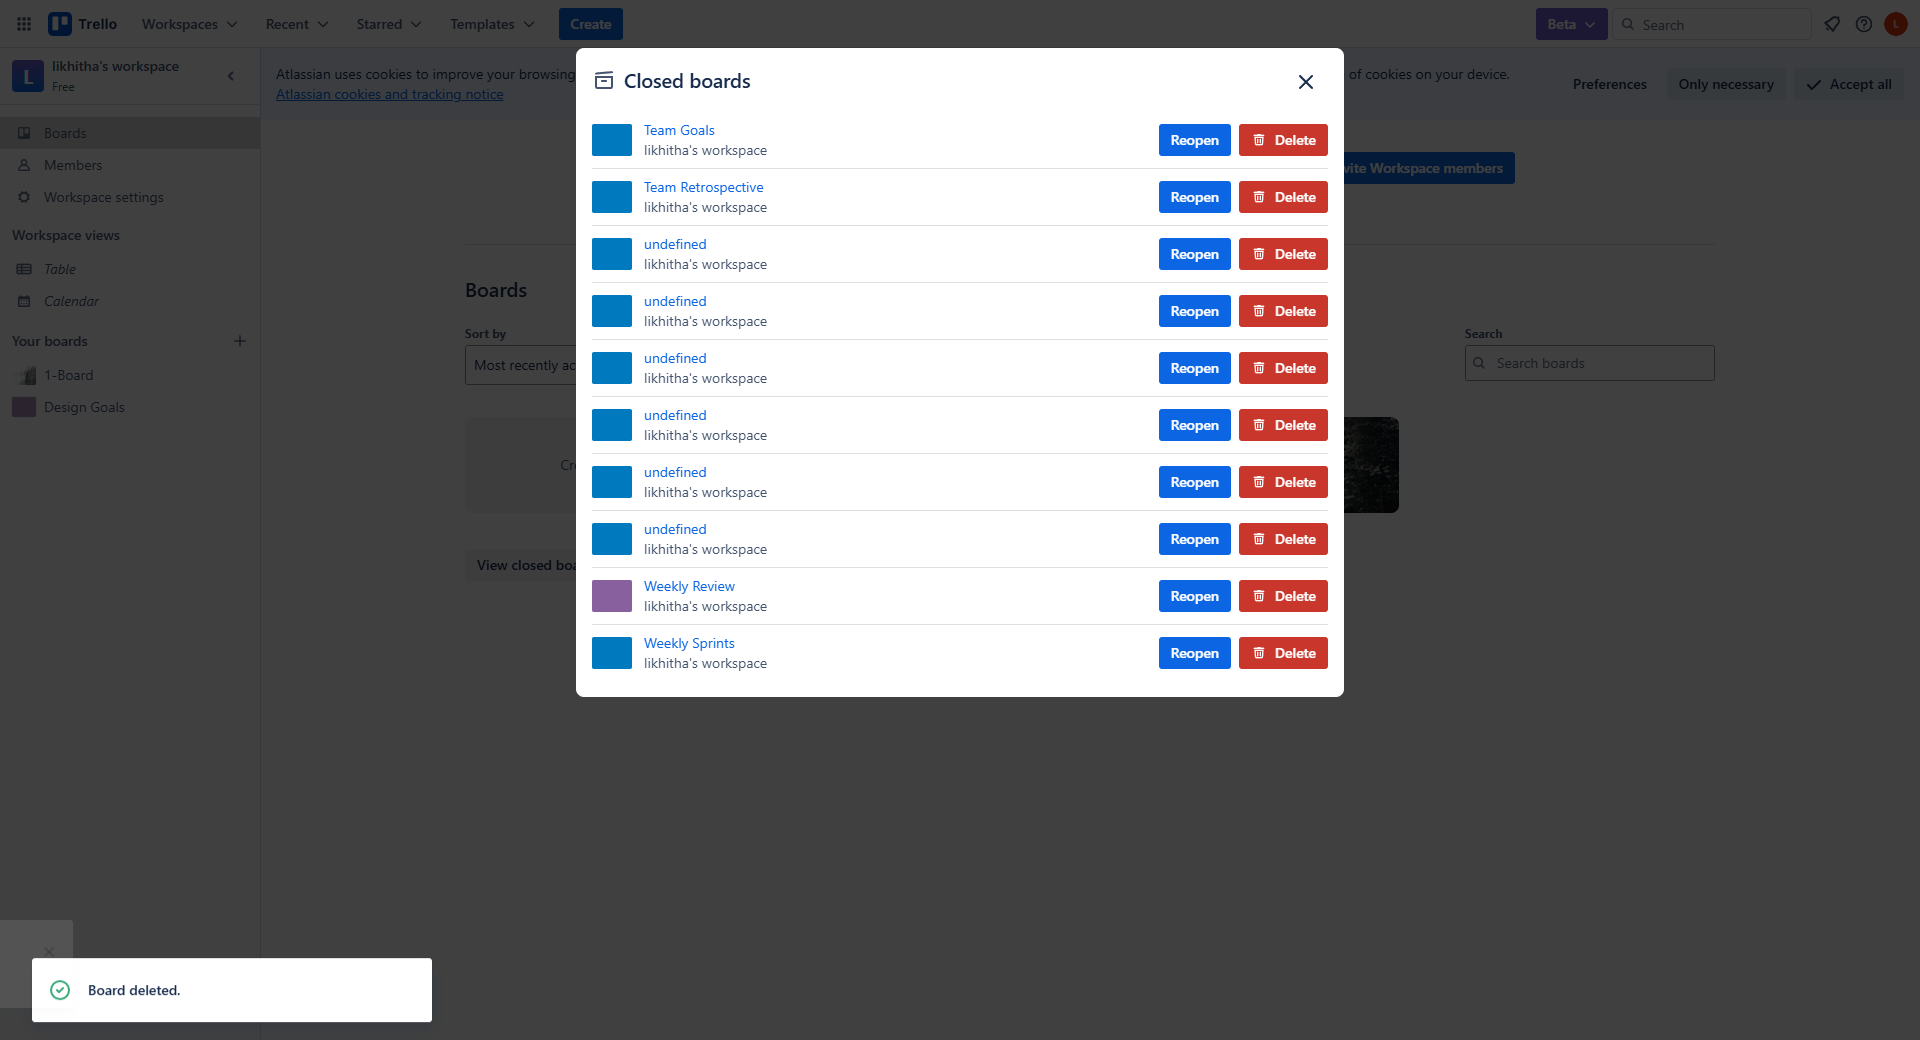 Trello
Workspaces
Recent
Starred
Templates
Create
Beta
Search
L
L
likhitha's workspace
Free
Boards
Members
Workspace settings
Workspace views
Table
Calendar
Your boards
1-Board
Design Goals
Atlassian uses cookies to improve your browsing
of cookies on your device.
Atlassian cookies and tracking notice
Preferences
Only necessary
Accept all
vite Workspace members
Boards
Sort by
Most recently ac
Search
Search boards
Cre
View closed boa
Closed boards
Team Goals
likhitha's workspace
Reopen
Delete
Team Retrospective
likhitha's workspace
Reopen
Delete
undefined
likhitha's workspace
Reopen
Delete
undefined
likhitha's workspace
Reopen
Delete
undefined
likhitha's workspace
Reopen
Delete
undefined
likhitha's workspace
Reopen
Delete
undefined
likhitha's workspace
Reopen
Delete
undefined
likhitha's workspace
Reopen
Delete
Weekly Review
likhitha's workspace
Reopen
Delete
Weekly Sprints
likhitha's workspace
Reopen
Delete
Board deleted.